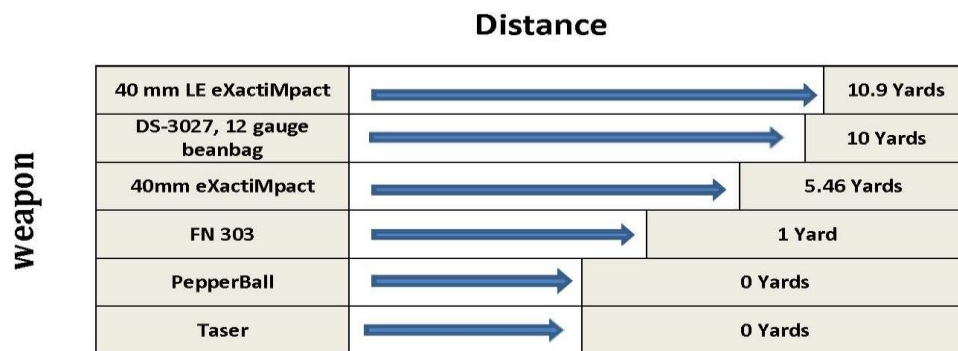 Distance
weapon
40 mm LE eXactiMpact
10.9 Yards
DS-3027, 12 gauge
beanbag
10 Yards
40mm eXactiMpact
5.46 Yards
FN 303
1 Yard
PepperBall
0 Yards
Taser
0 Yards